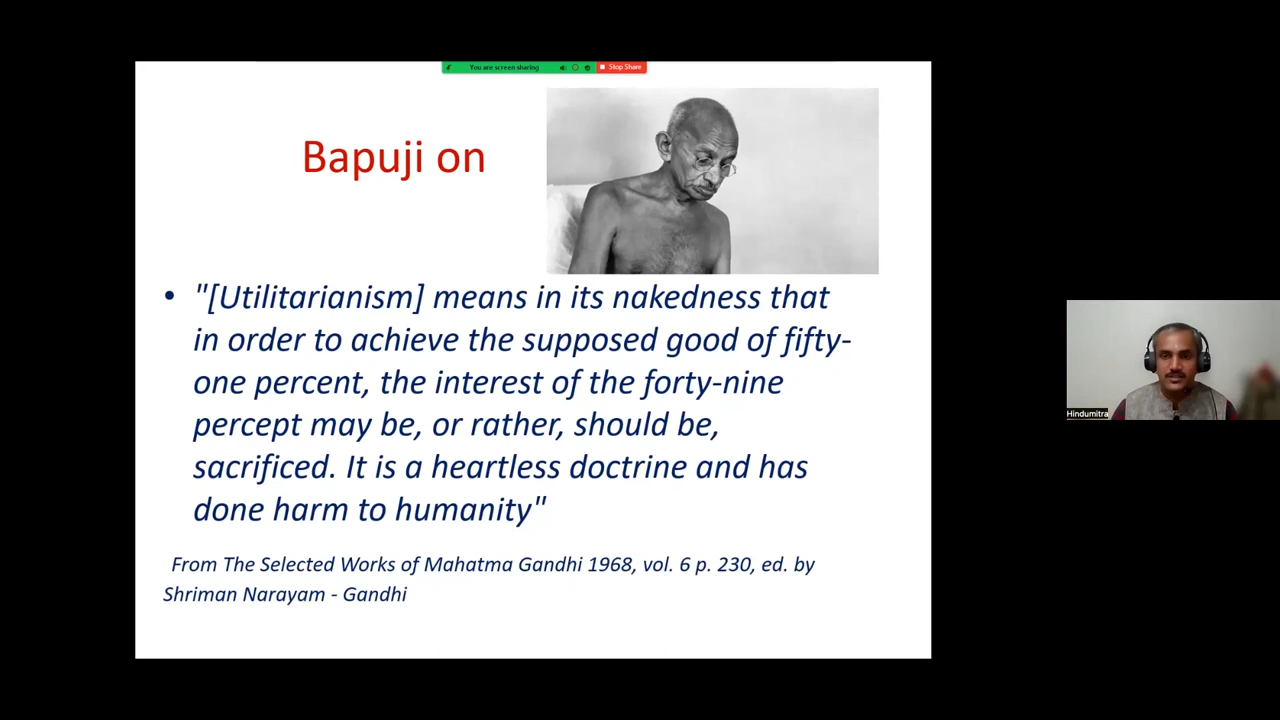 You are screen sharing Stop Share
Bapuji on
• "[Utilitarianism] means in its nakedness that
in order to achieve the supposed good of fifty-
one percent, the interest of the forty-nine
percept may be, or rather, should be,
sacrificed. It is a heartless doctrine and has
done harm to humanity"
From The Selected Works of Mahatma Gandhi 1968, vol. 6 p. 230, ed. by
Shriman Narayam - Gandhi
Hindumitra